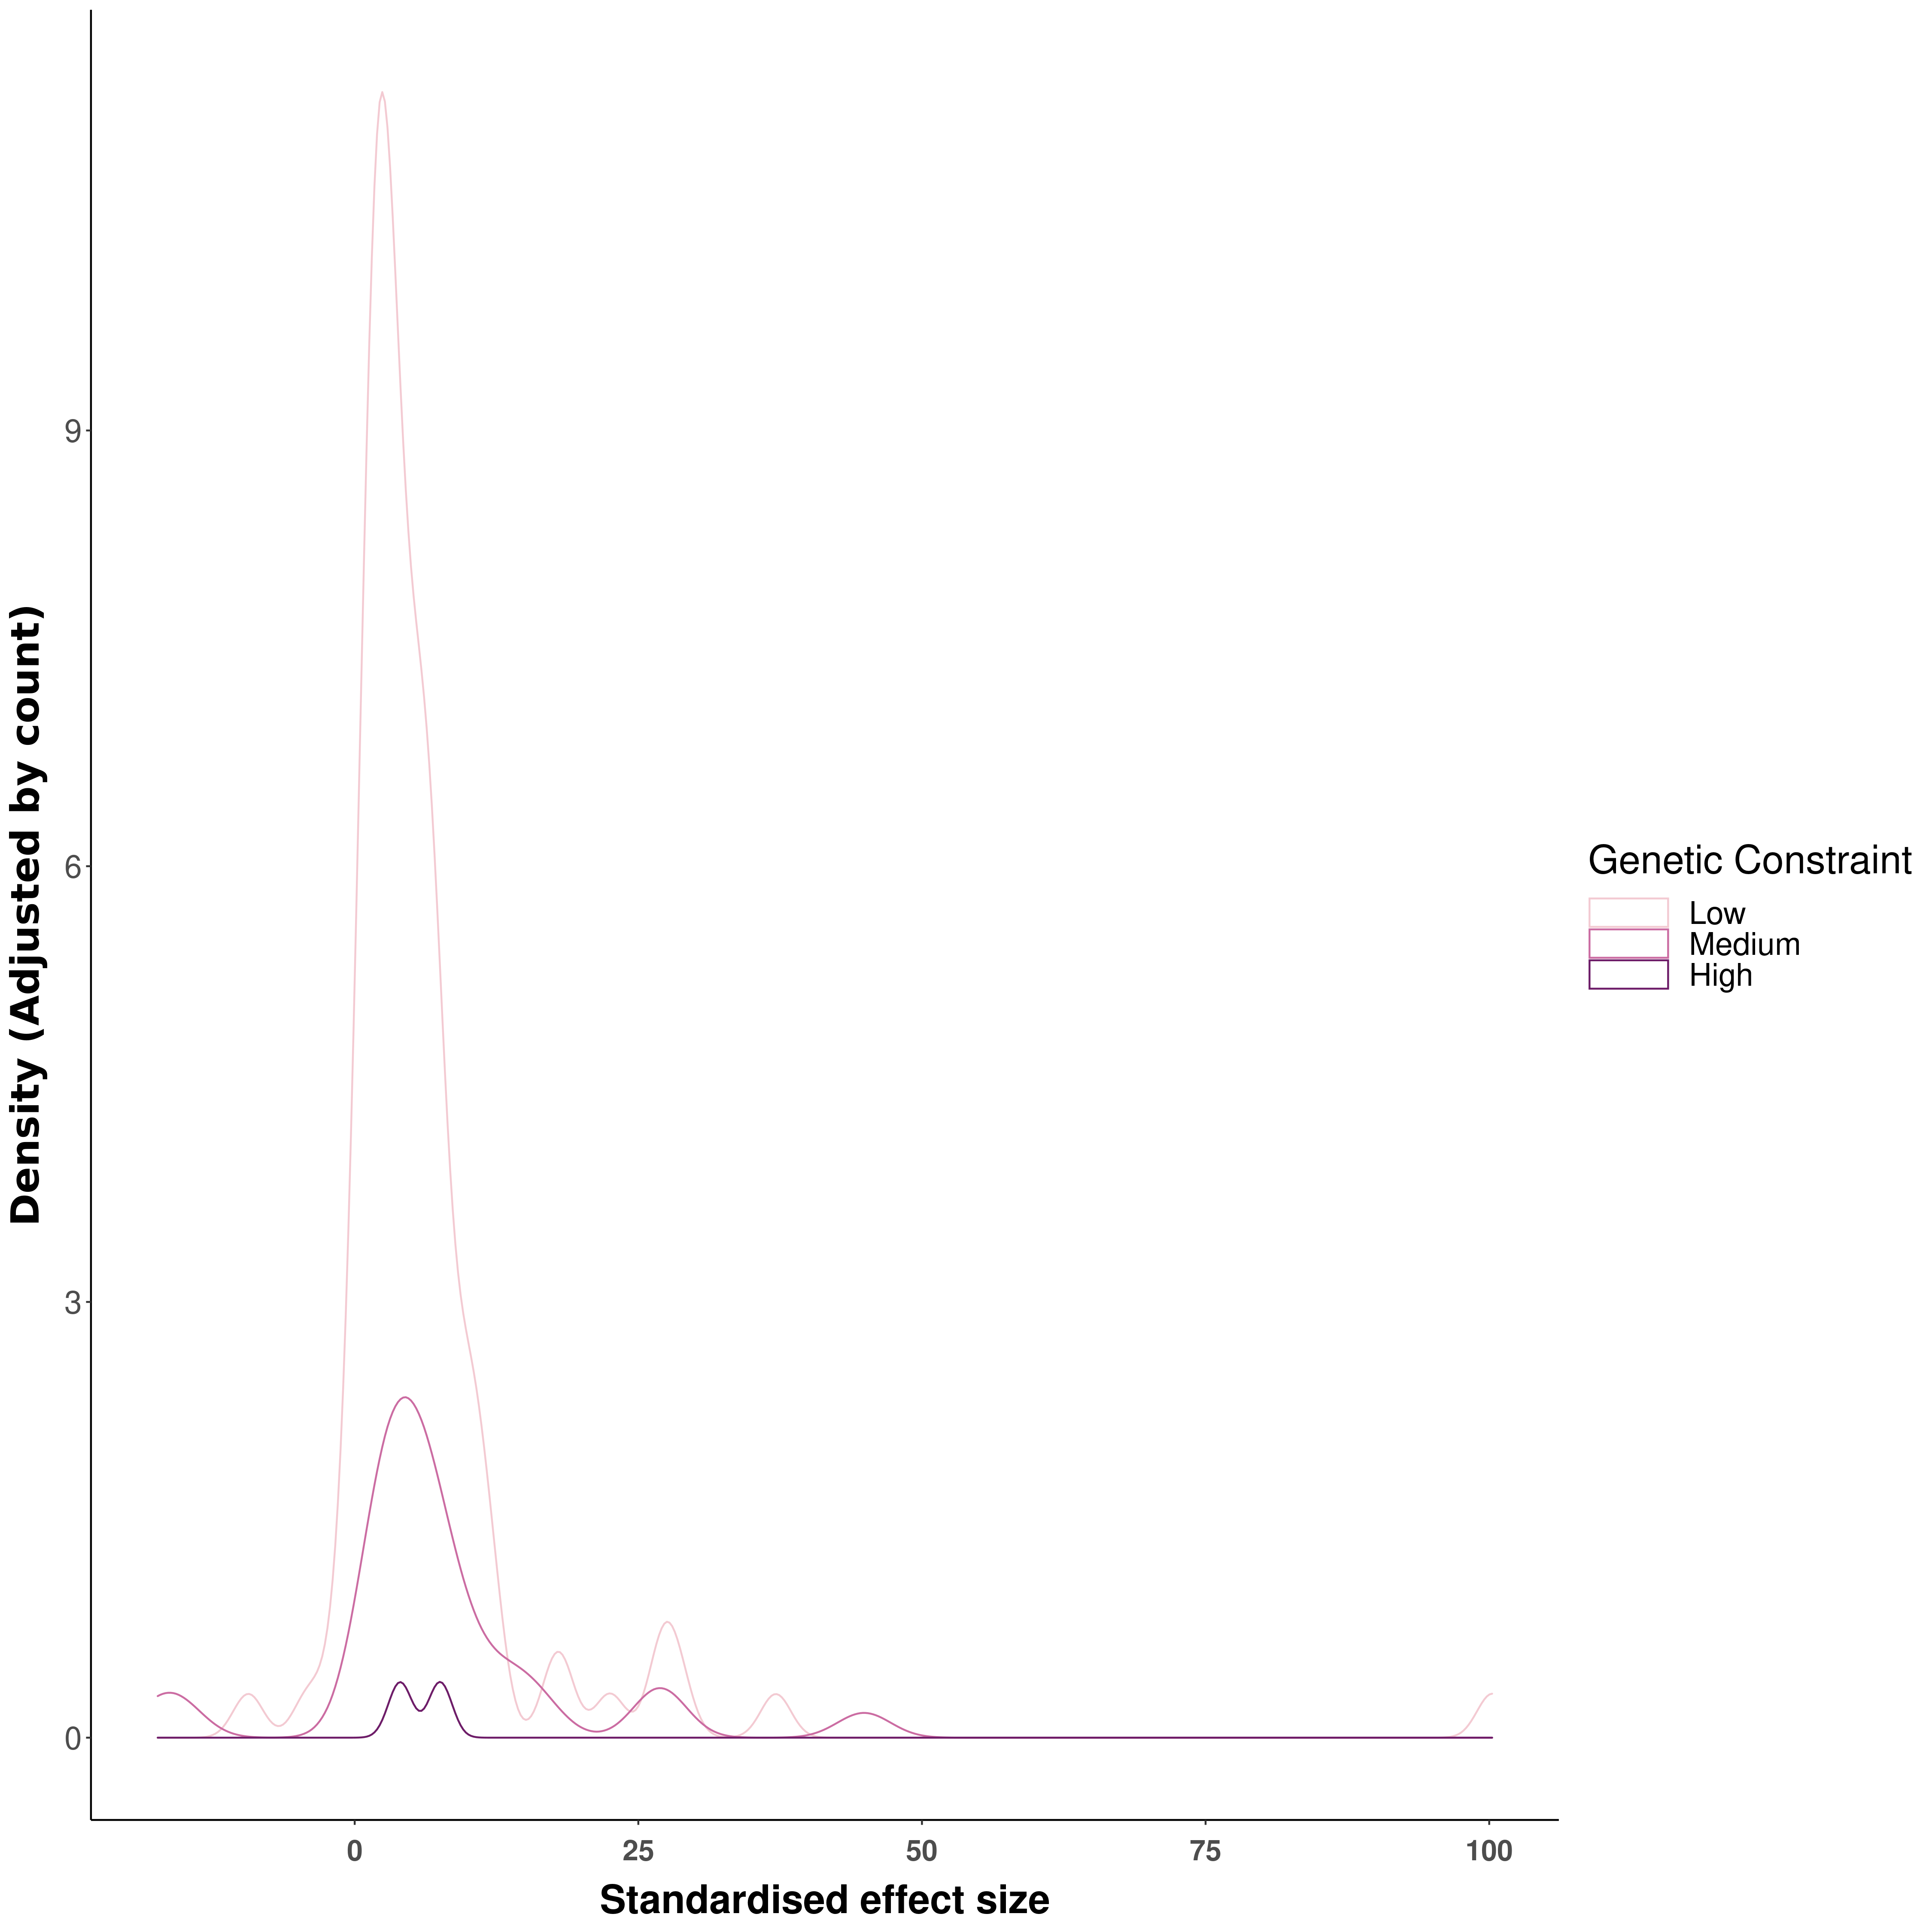 Density (Adjusted by count)
9
6
3
0
0 25 50 75 100
Standardised effect size
Genetic Constraint
Low
Medium
High